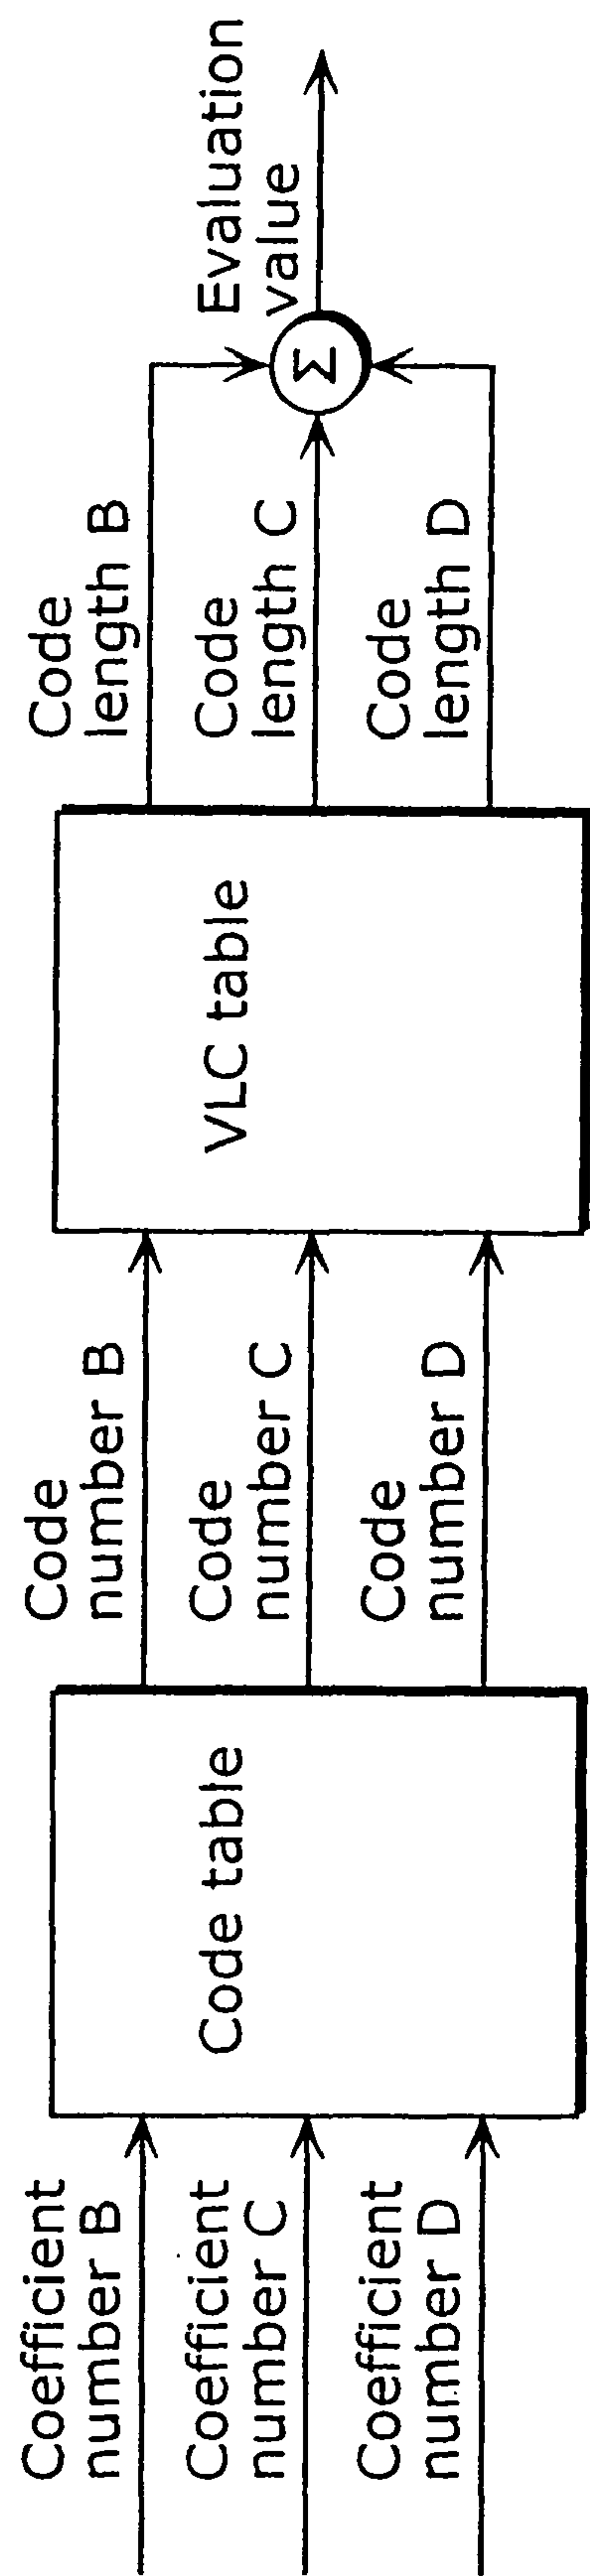 Coefficient
number B
Coefficient
number C
Coefficient
number D
Code table
Code
number B
Code
number C
Code
number D
VLC table
Code
length B
Code
length C
Code
length D
Σ
Evaluation
value